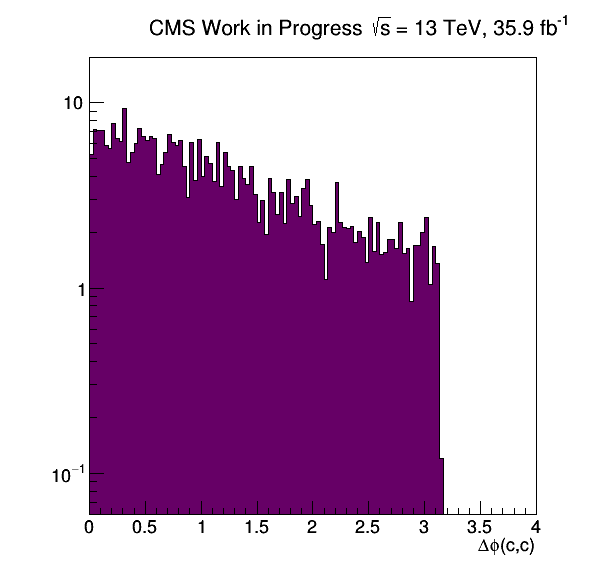 CMS Work in Progress √s = 13 TeV, 35.9 fb⁻¹
10
1
10⁻¹
0 0.5 1 1.5 2 2.5 3 3.5 4
Δϕ(c,c)